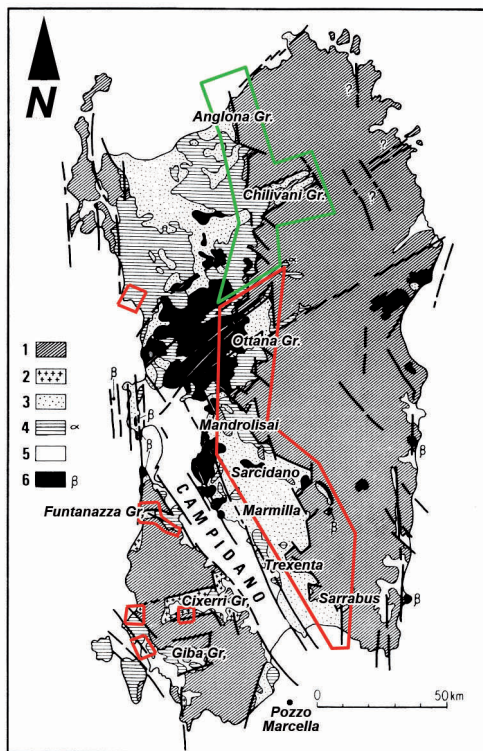 N
Anglona Gr.
?
?
Chilivani Gr.
?
α
Ottana Gr.
1
2
3
4 α
5
6 β
β
Mandrolisai
β
β
Sarcidano
Marmilla
Funtanazza Gr.
CAMPIDANO
Trexenta
Cixerri Gr.
Sarrabus
β
Giba Gr.
0 50 km
Pozzo
Marcella